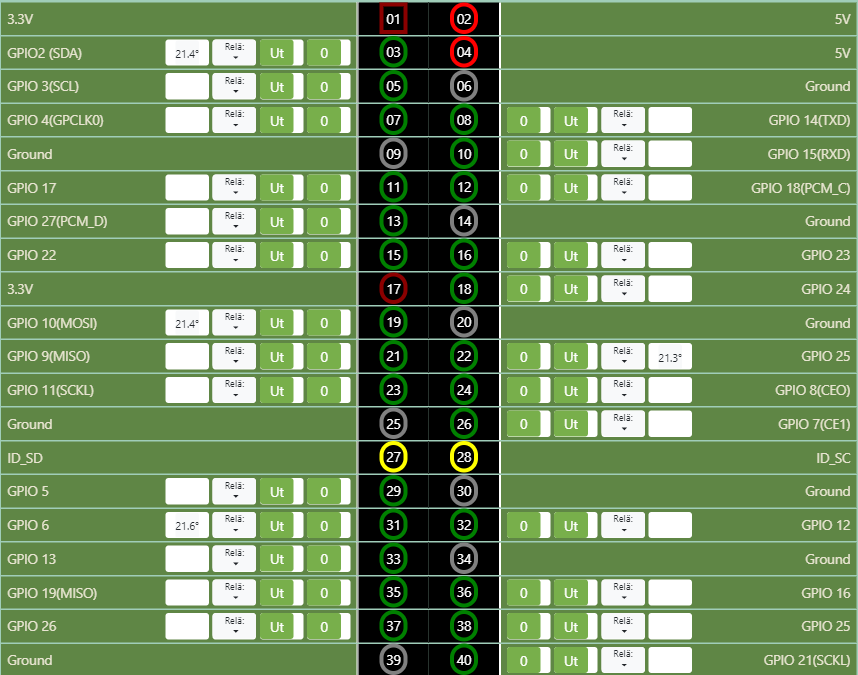 3.3V 01 02 5V
GPIO2 (SDA) 21.4° Relä: Ut 0 03 04 5V
GPIO 3(SCL) Relä: Ut 0 05 06 Ground
GPIO 4(GPCLK0) Relä: Ut 0 07 08 0 Ut Relä: GPIO 14(TXD)
Ground 09 10 0 Ut Relä: GPIO 15(RXD)
GPIO 17 Relä: Ut 0 11 12 0 Ut Relä: GPIO 18(PCM_C)
GPIO 27(PCM_D) Relä: Ut 0 13 14 Ground
GPIO 22 Relä: Ut 0 15 16 0 Ut Relä: GPIO 23
3.3V 17 18 0 Ut Relä: GPIO 24
GPIO 10(MOSI) 21.4° Relä: Ut 0 19 20 Ground
GPIO 9(MISO) Relä: Ut 0 21 22 0 Ut Relä: 21.3° GPIO 25
GPIO 11(SCKL) Relä: Ut 0 23 24 0 Ut Relä: GPIO 8(CEO)
Ground 25 26 0 Ut Relä: GPIO 7(CE1)
ID_SD 27 28 ID_SC
GPIO 5 Relä: Ut 0 29 30 Ground
GPIO 6 21.6° Relä: Ut 0 31 32 0 Ut Relä: GPIO 12
GPIO 13 Relä: Ut 0 33 34 Ground
GPIO 19(MISO) Relä: Ut 0 35 36 0 Ut Relä: GPIO 16
GPIO 26 Relä: Ut 0 37 38 0 Ut Relä: GPIO 25
Ground 39 40 0 Ut Relä: GPIO 21(SCKL)